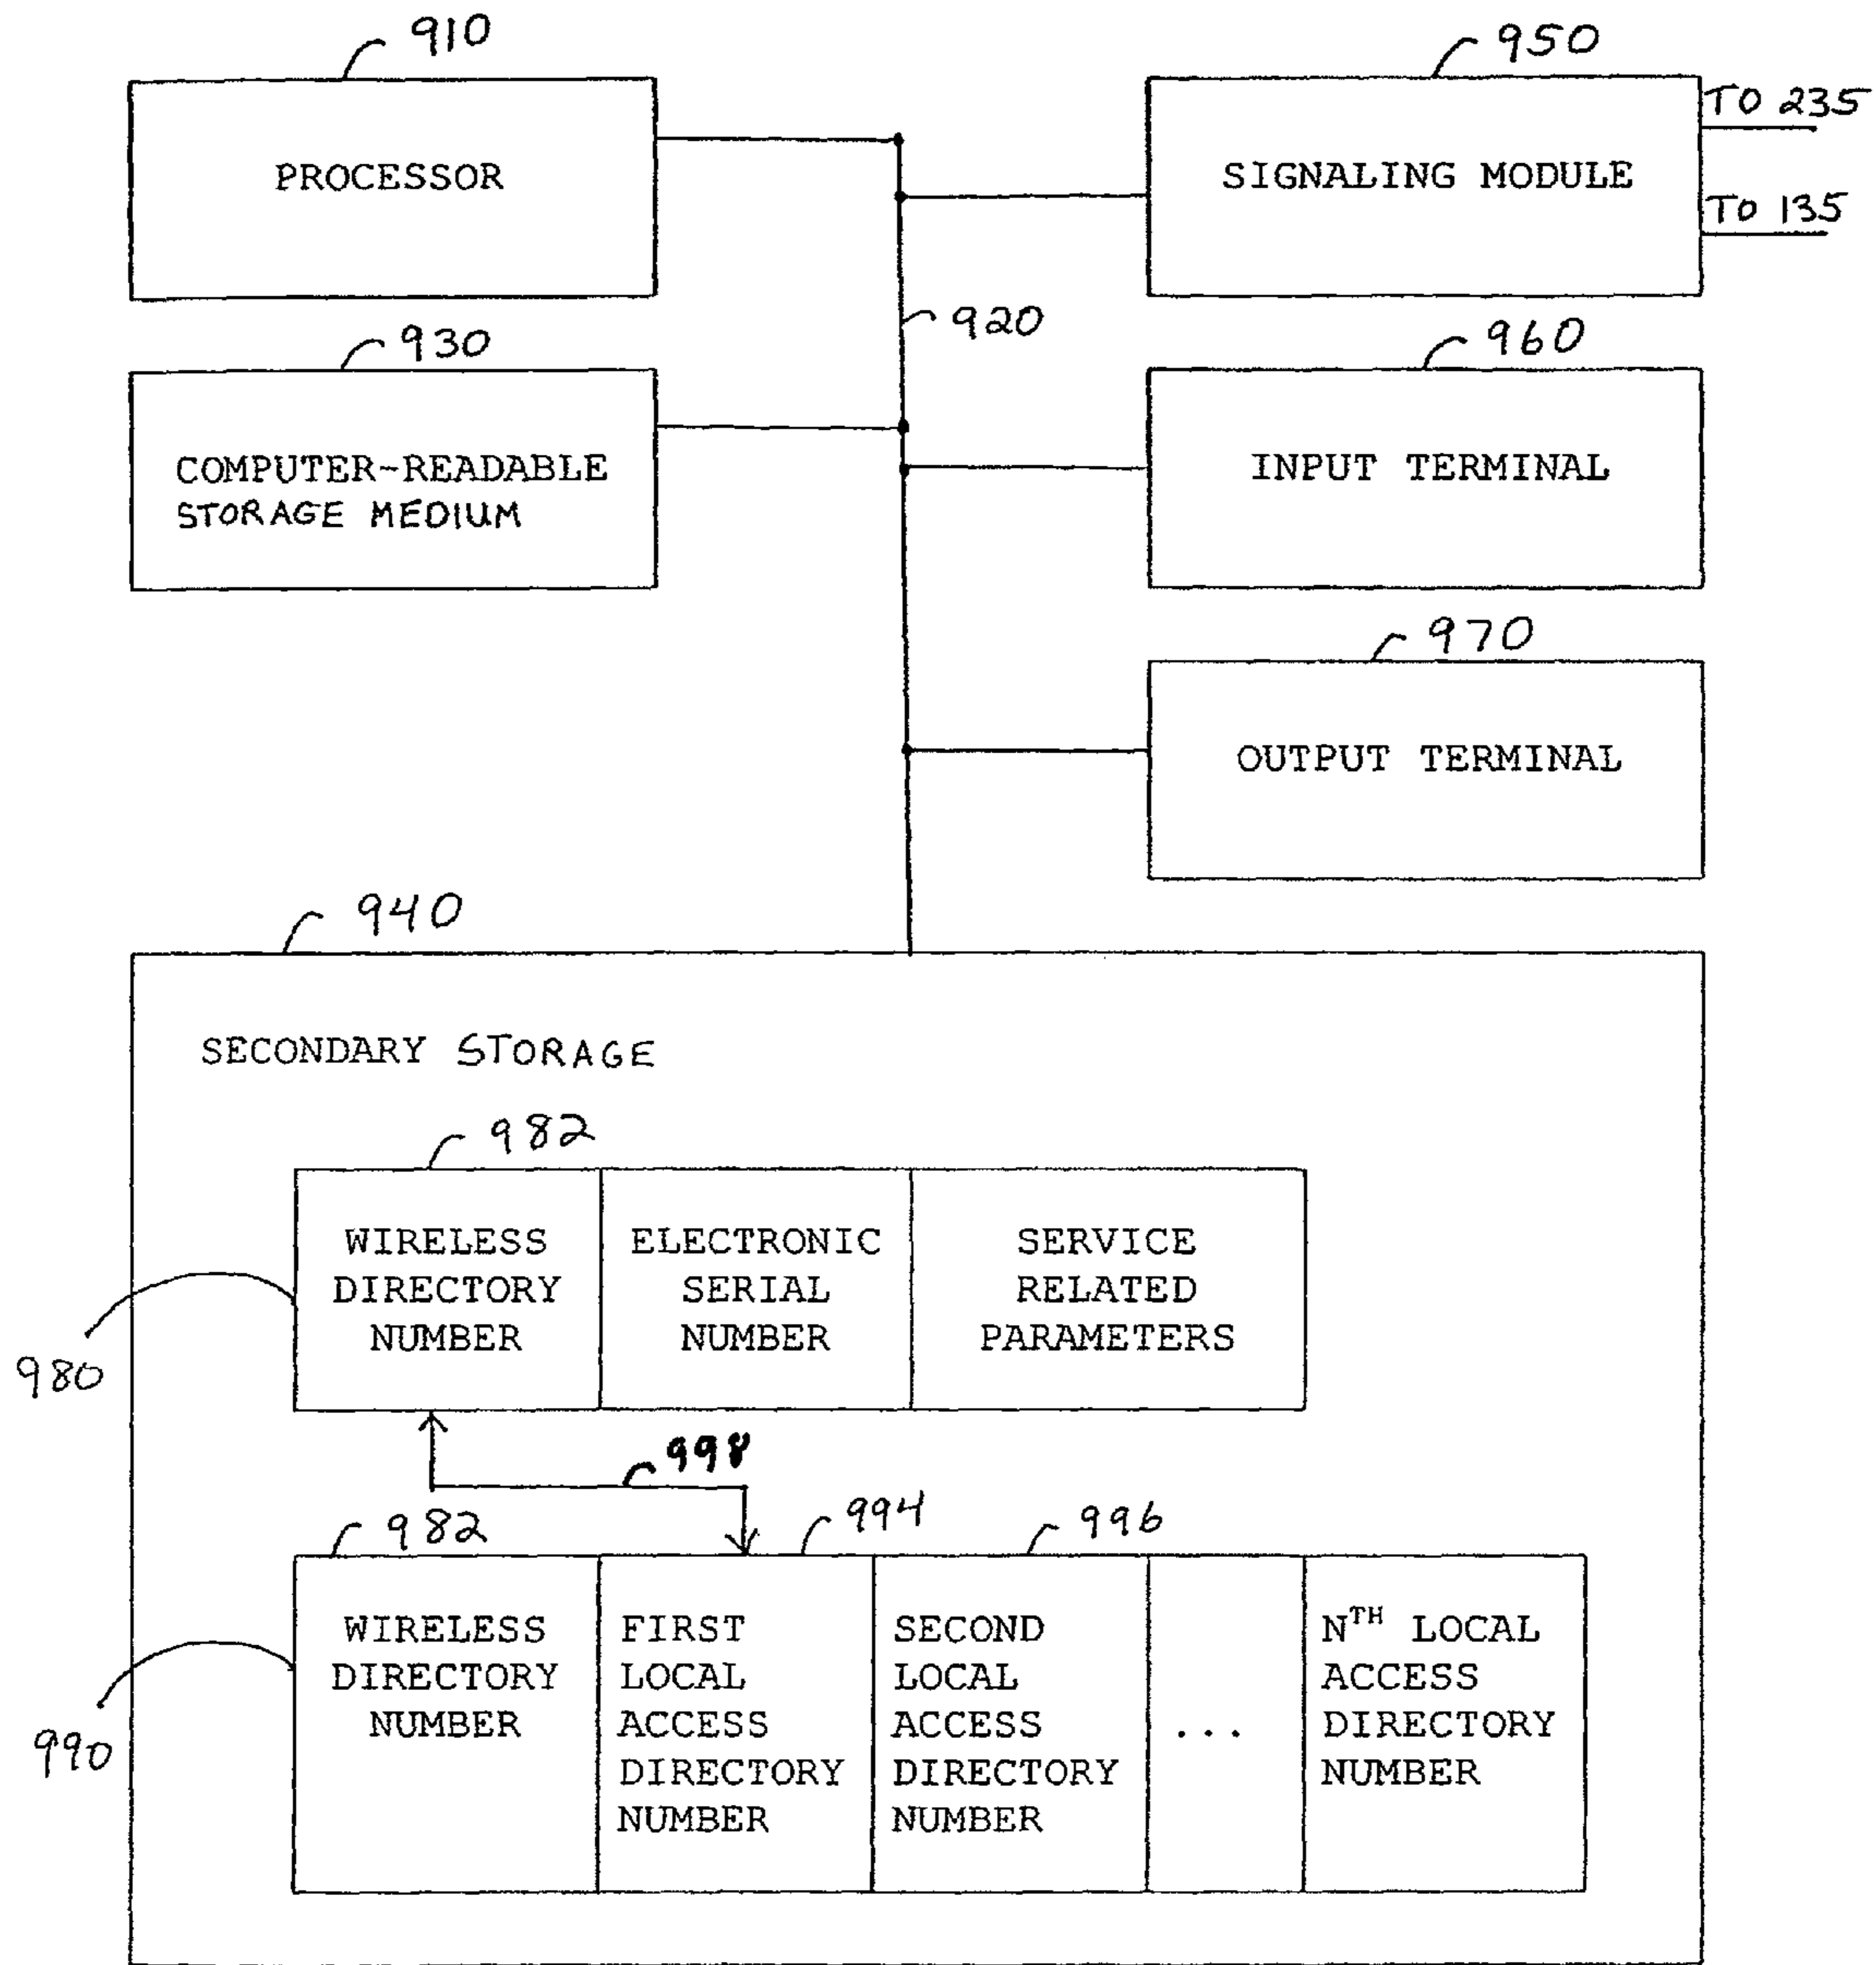 910
950
PROCESSOR
SIGNALING MODULE
TO 235
TO 135
920
930
960
COMPUTER-READABLE
STORAGE MEDIUM
INPUT TERMINAL
970
OUTPUT TERMINAL
940
SECONDARY STORAGE
982
WIRELESS
DIRECTORY
NUMBER
ELECTRONIC
SERIAL
NUMBER
SERVICE
RELATED
PARAMETERS
980
998
982
994
996
WIRELESS
DIRECTORY
NUMBER
FIRST
LOCAL
ACCESS
DIRECTORY
NUMBER
SECOND
LOCAL
ACCESS
DIRECTORY
NUMBER
...
NTH LOCAL
ACCESS
DIRECTORY
NUMBER
990